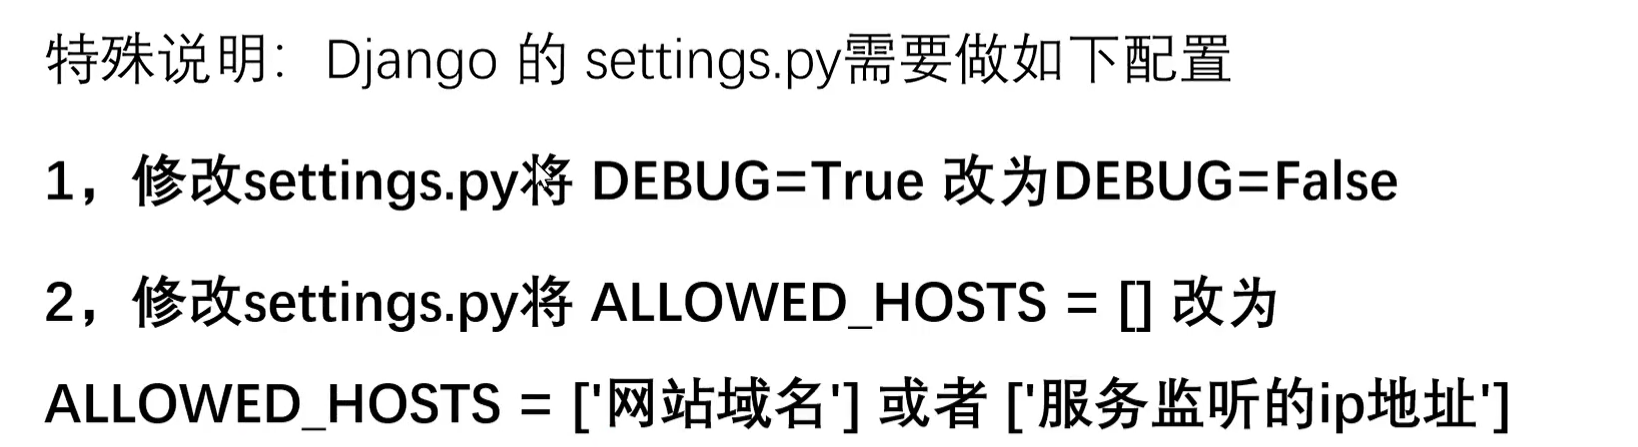 特殊说明：Django 的 settings.py需要做如下配置
1，修改settings.py将 DEBUG=True 改为DEBUG=False
2，修改settings.py将 ALLOWED_HOSTS = [] 改为
ALLOWED_HOSTS = ['网站域名'] 或者 ['服务监听的ip地址']